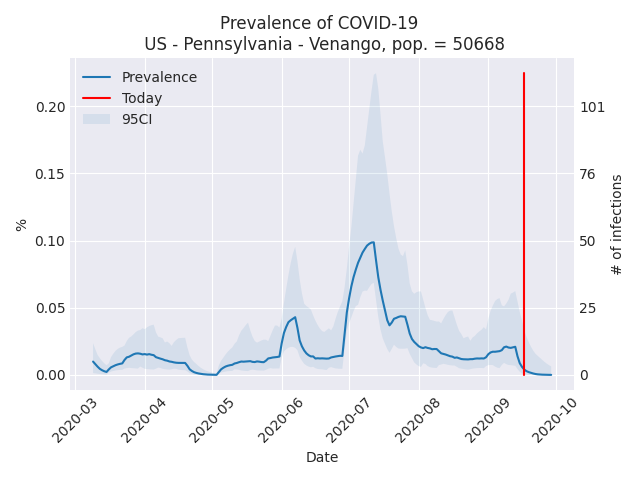 Prevalence of COVID-19
US - Pennsylvania - Venango, pop. = 50668
Prevalence
Today
95CI
0.20
0.15
0.10
0.05
0.00
%
101
76
50
25
0
# of infections
2020-03
2020-04
2020-05
2020-06
2020-07
2020-08
2020-09
2020-10
Date